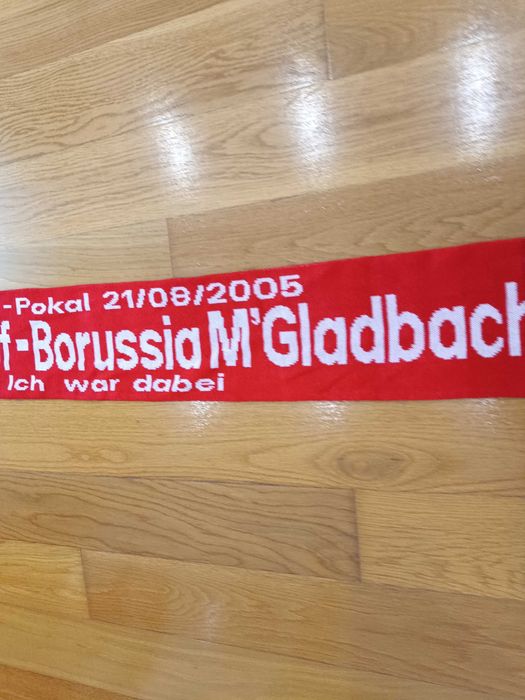 -Pokal 21/08/2005
f-Borussia M'Gladbach
Ich war dabei